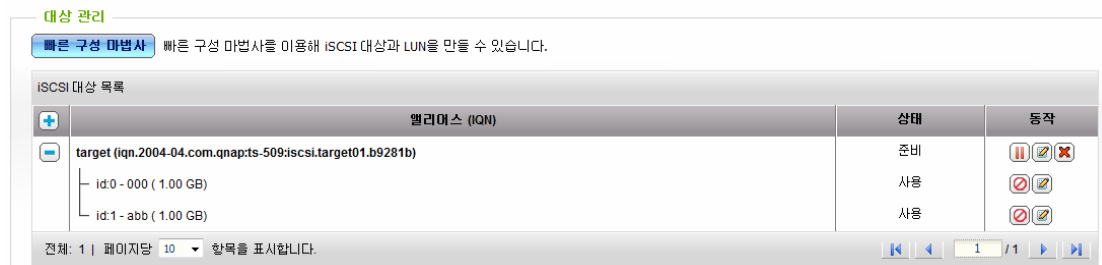 대상 관리
빠른 구성 마법사 빠른 구성 마법사를 이용해 iSCSI 대상과 LUN을 만들 수 있습니다.
iSCSI 대상 목록
앨리어스 (IQN) 상태 동작
target (iqn.2004-04.com.qnap:ts-509:iscsi.target01.b9281b) 준비
id:0 - 000 ( 1.00 GB) 사용
id:1 - abb ( 1.00 GB) 사용
전체: 1 | 페이지당 10 항목을 표시합니다. 1 / 1